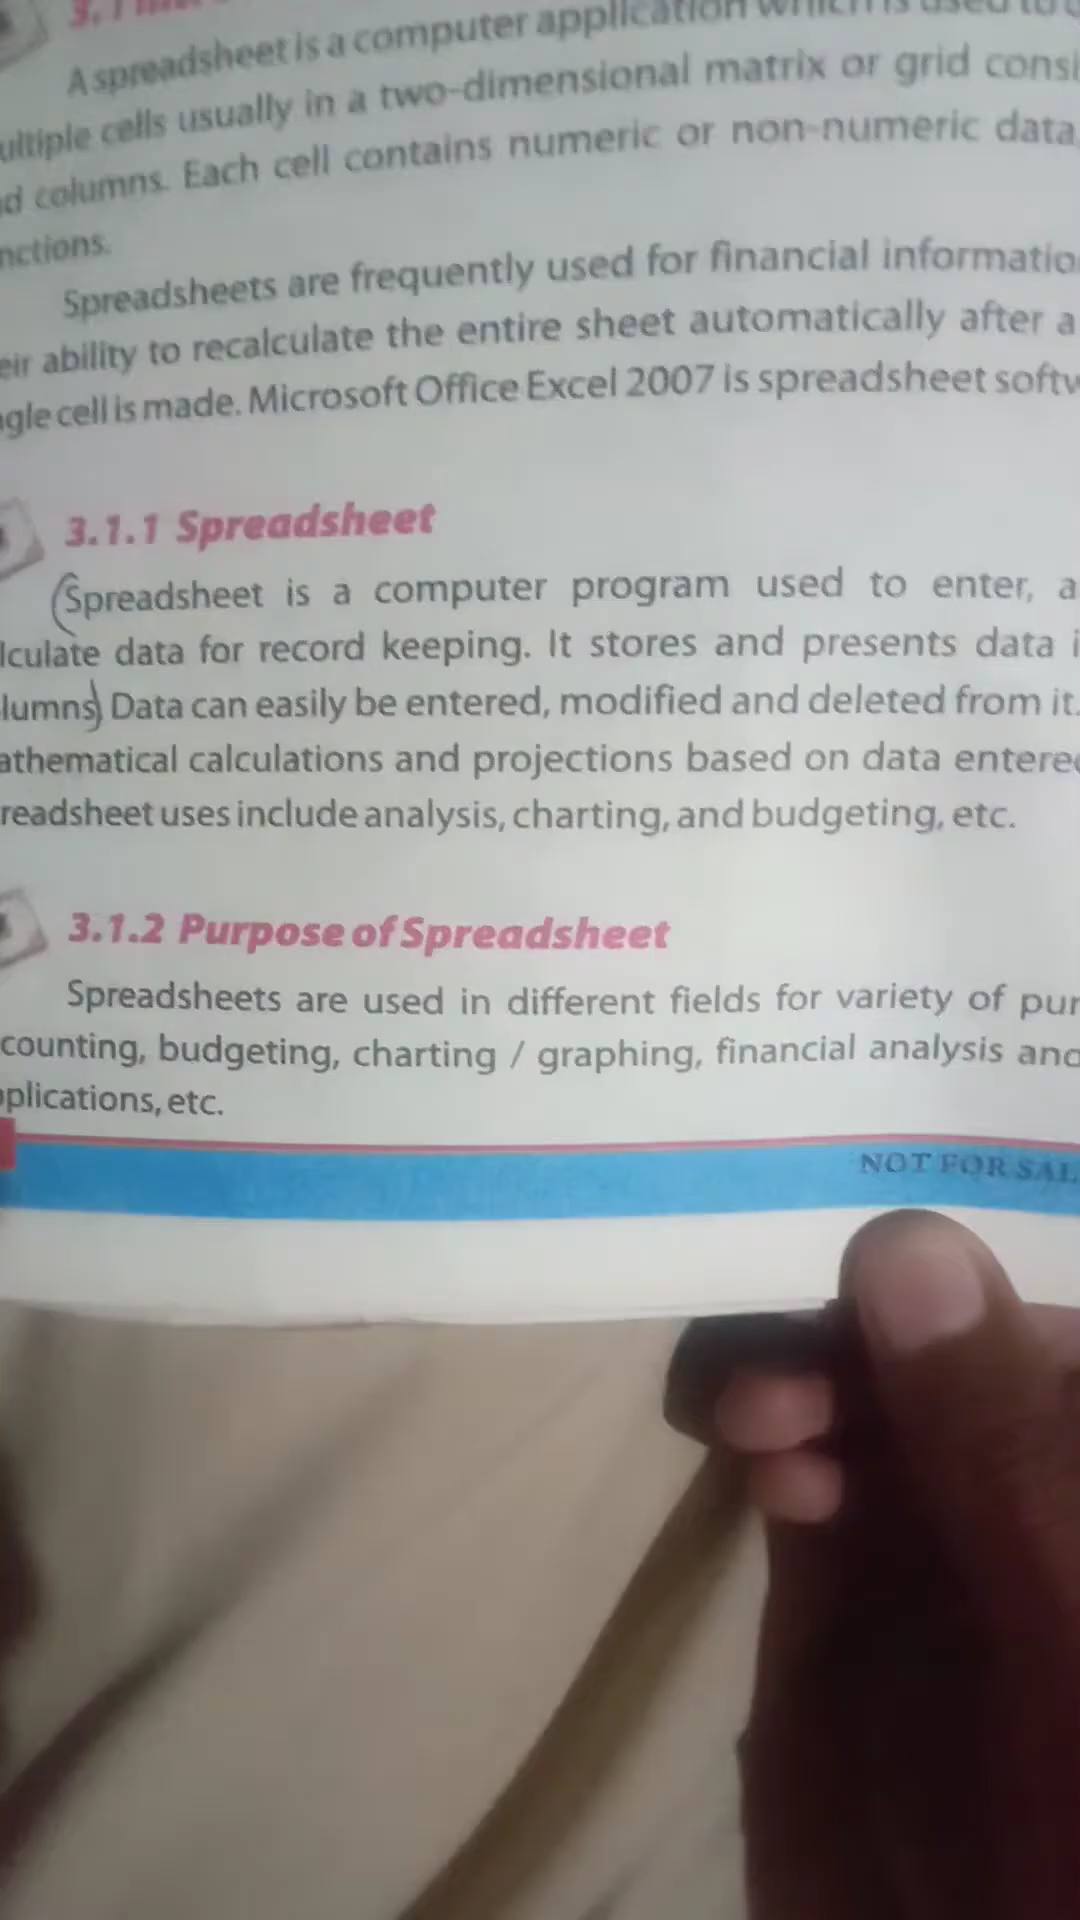 A spreadsheet is a computer application which is used to
multiple cells usually in a two-dimensional matrix or grid consi
nd columns. Each cell contains numeric or non-numeric data,
nctions.
Spreadsheets are frequently used for financial informatio
eir ability to recalculate the entire sheet automatically after a
ngle cell is made. Microsoft Office Excel 2007 is spreadsheet softw
3.1.1 Spreadsheet
Spreadsheet is a computer program used to enter, a
lculate data for record keeping. It stores and presents data i
lumns) Data can easily be entered, modified and deleted from it.
athematical calculations and projections based on data entered
readsheet uses include analysis, charting, and budgeting, etc.
3.1.2 Purpose of Spreadsheet
Spreadsheets are used in different fields for variety of pur
counting, budgeting, charting / graphing, financial analysis and
plications, etc.
NOT FOR SAL